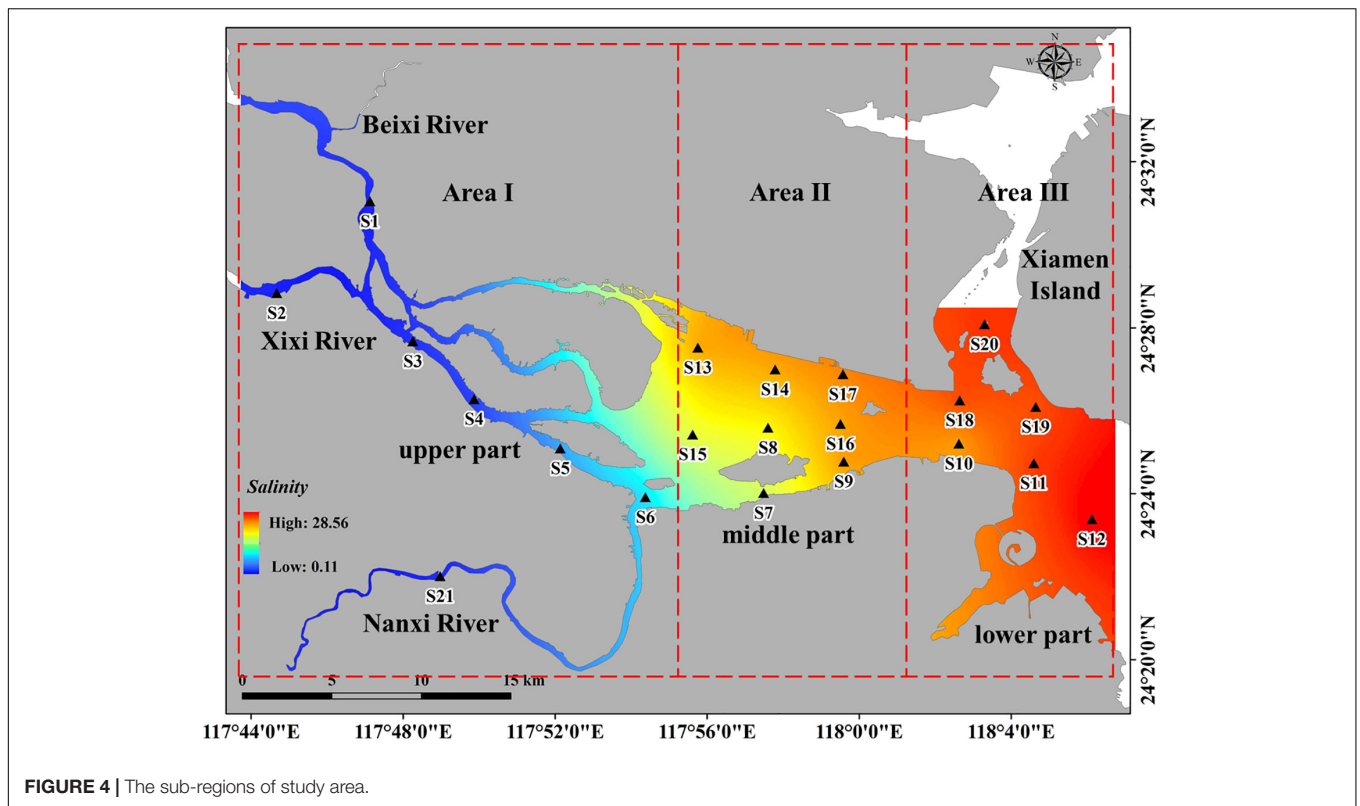 N
W E
S
Beixi River
Area I
Area II
Area III
S1
Xiamen
Island
S2
Xixi River
S3
S20
S13
S14
S17
S4
S18
S19
upper part
S15
S8
S16
S10
S5
S9
S11
S6
S7
S12
middle part
Salinity
High: 28.56
Low: 0.11
S21
Nanxi River
lower part
0 5 10 15 km
24°32'0"N
24°28'0"N
24°24'0"N
24°20'0"N
117°44'0"E 117°48'0"E 117°52'0"E 117°56'0"E 118°0'0"E 118°4'0"E
FIGURE 4 | The sub-regions of study area.